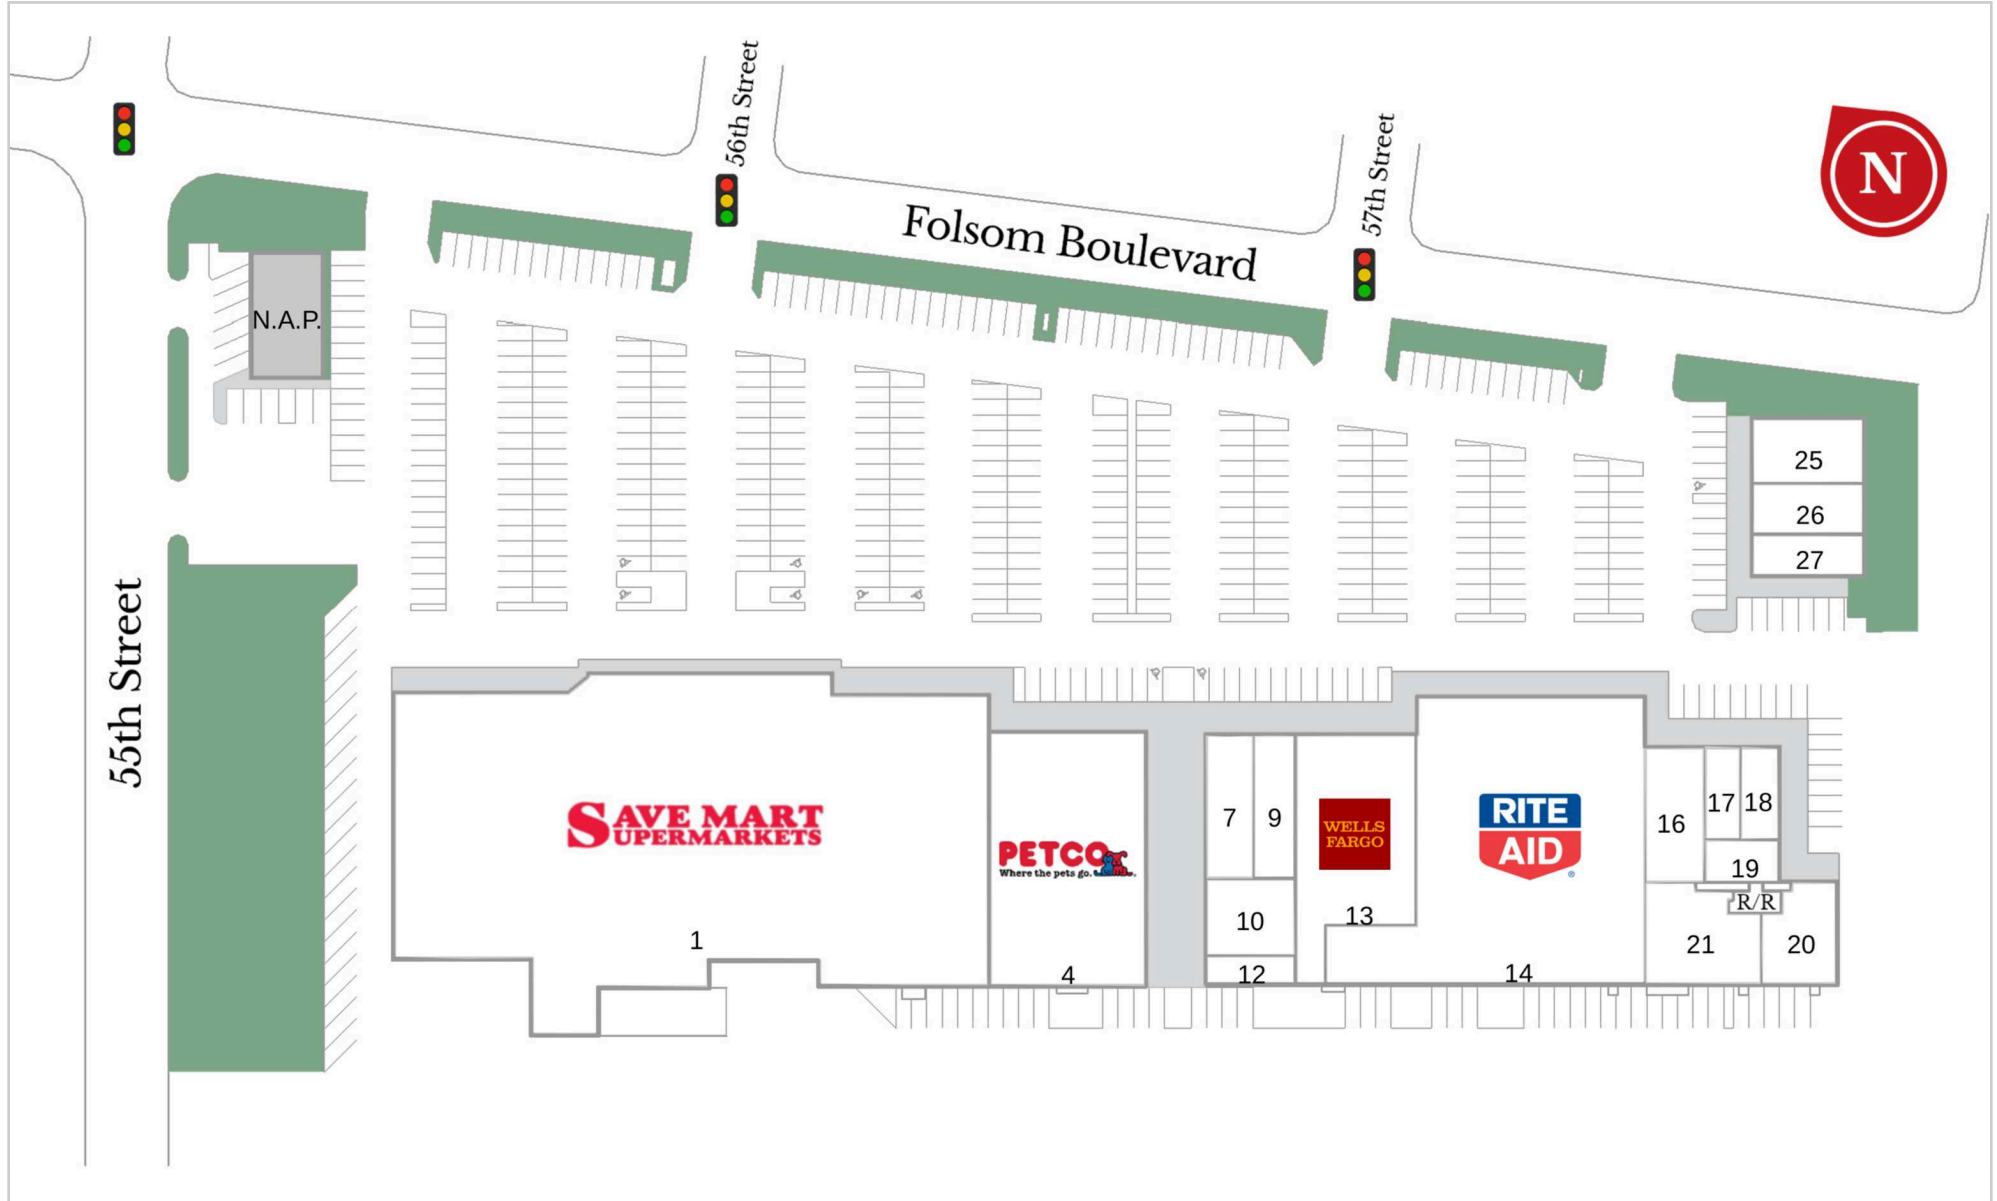 56th Street
57th Street
N
Folsom Boulevard
N.A.P.
25
26
27
55th Street
SAVE MART
SUPERMARKETS
PETCO
Where the pets go.
7
9
WELLS
FARGO
RITE
AID
®
16
17
18
19
R/R
1
4
10
12
13
14
21
20